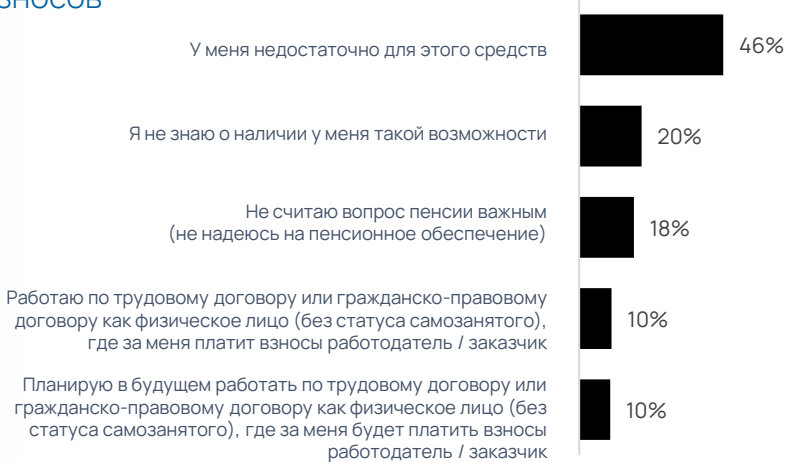 У меня недостаточно для этого средств
46%
Я не знаю о наличии у меня такой возможности
20%
Не считаю вопрос пенсии важным
(не надеюсь на пенсионное обеспечение)
18%
Работаю по трудовому договору или гражданско-правовому
договору как физическое лицо (без статуса самозанятого),
где за меня платит взносы работодатель / заказчик
10%
Планирую в будущем работать по трудовому договору или
гражданско-правовому договору как физическое лицо (без
статуса самозанятого), где за меня будет платить взносы
работодатель / заказчик
10%